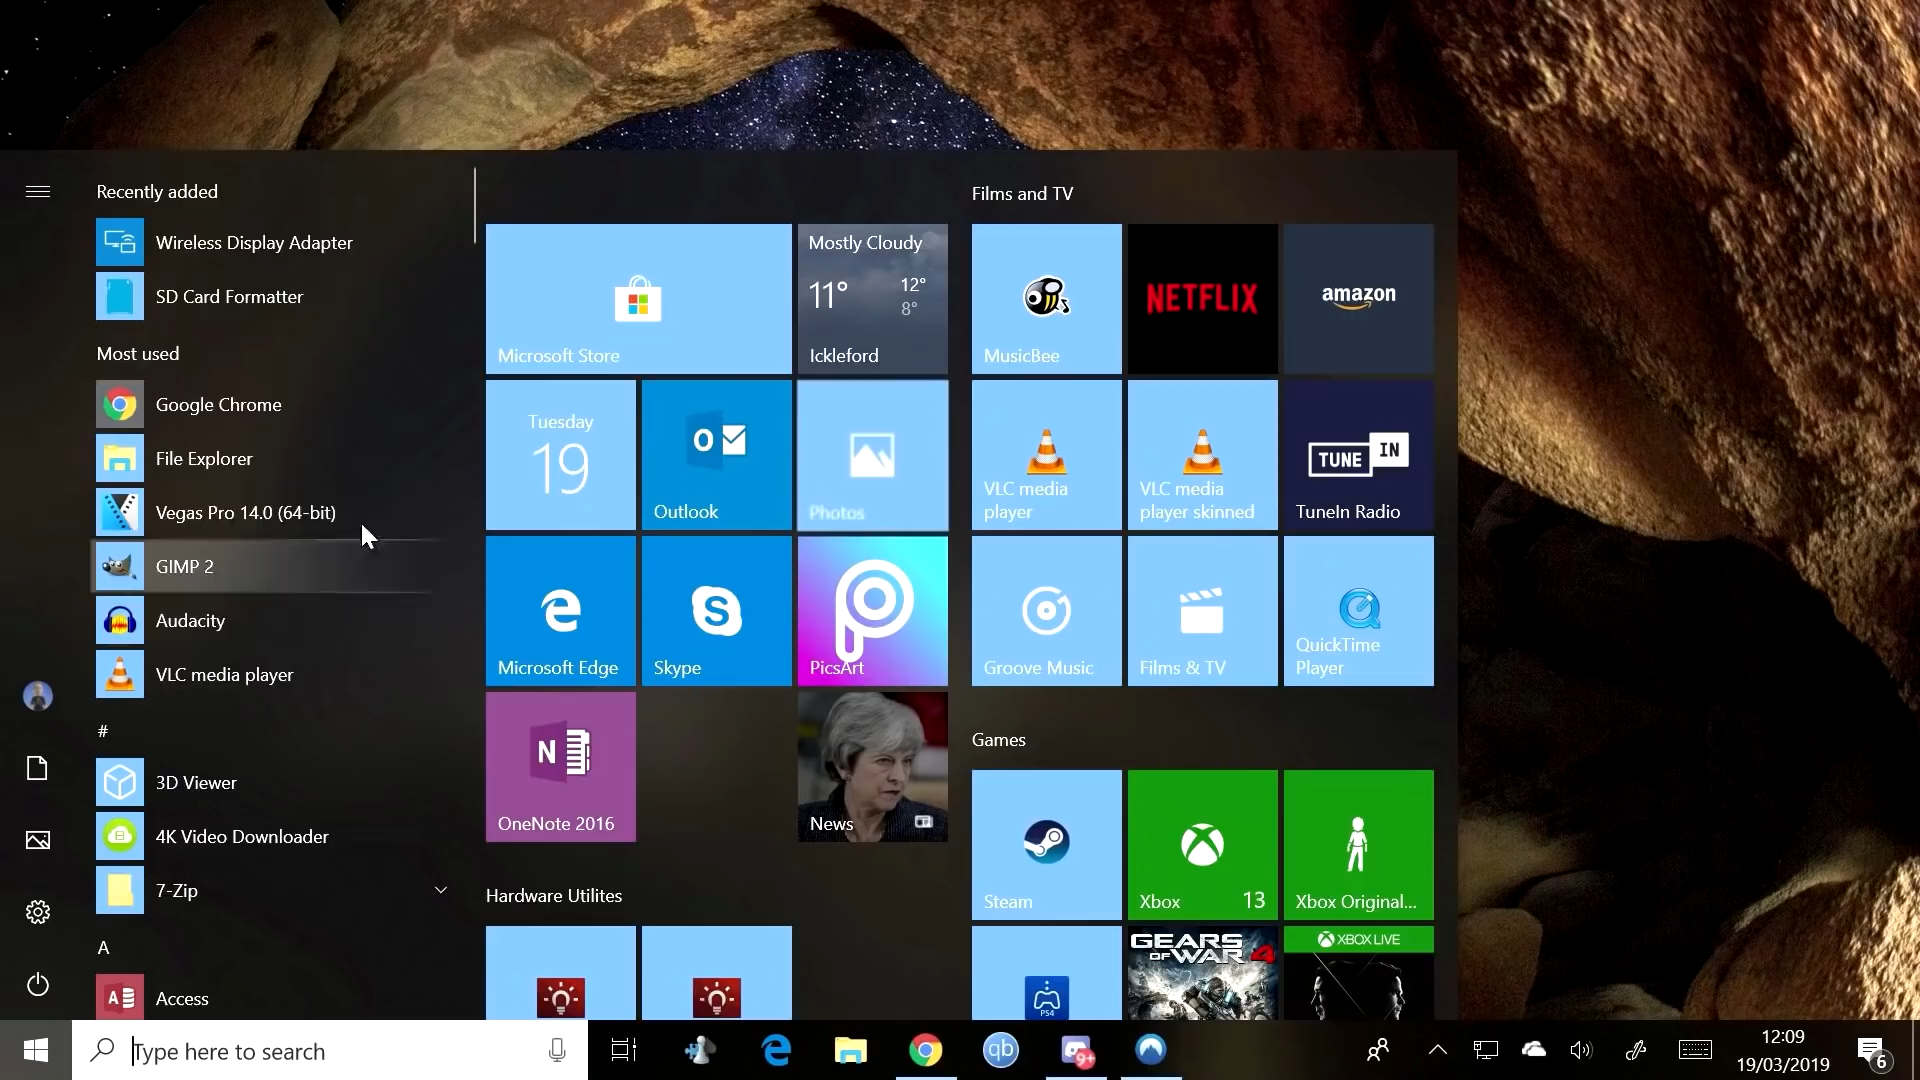 Recently added
Wireless Display Adapter
SD Card Formatter
Most used
Google Chrome
File Explorer
Vegas Pro 14.0 (64-bit)
GIMP 2
Audacity
VLC media player
#
3D Viewer
4K Video Downloader
7-Zip
A
A
Access
Microsoft Store
Mostly Cloudy
11° 12°
8°
Ickleford
Tuesday
19
O
Outlook
Photos
Microsoft Edge
S
Skype
PicsArt
N
OneNote 2016
News
Hardware Utilites
Films and TV
MusicBee
NETFLIX
amazon
VLC media
player
VLC media
player skinned
TUNE IN
TuneIn Radio
Groove Music
Films & TV
QuickTime
Player
Games
Steam
Xbox 13
Xbox Original...
PS4
GEARS
OF WAR 4
XBOX LIVE
Type here to search
qb
9+
12:09
19/03/2019
6